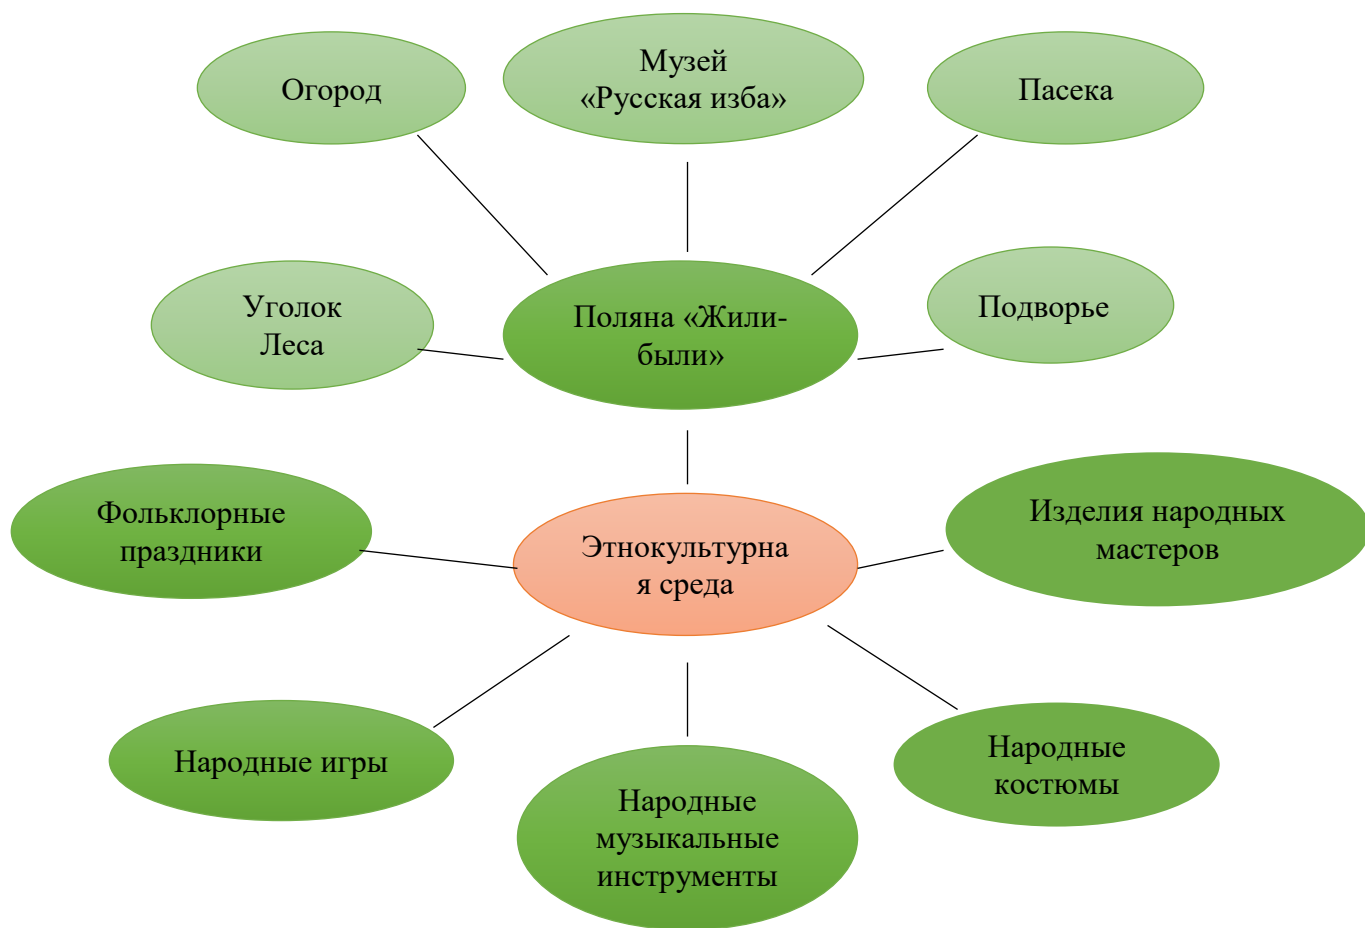 Огород
Музей
«Русская изба»
Пасека
Уголок
Леса
Поляна «Жили-
были»
Подворье
Фольклорные
праздники
Этнокультурна
я среда
Изделия народных
мастеров
Народные игры
Народные
музыкальные
инструменты
Народные
костюмы